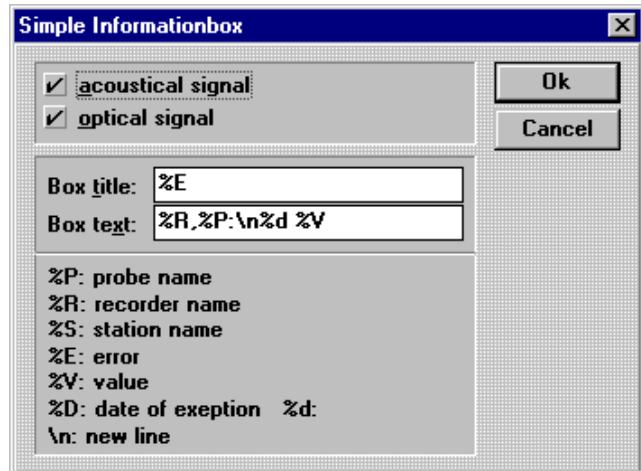 Simple Informationbox
acoustical signal
optical signal
Ok
Cancel
Box title: %E
Box text: %R,%P:\n%d %V
%P: probe name
%R: recorder name
%S: station name
%E: error
%V: value
%D: date of exeption %d:
\n: new line